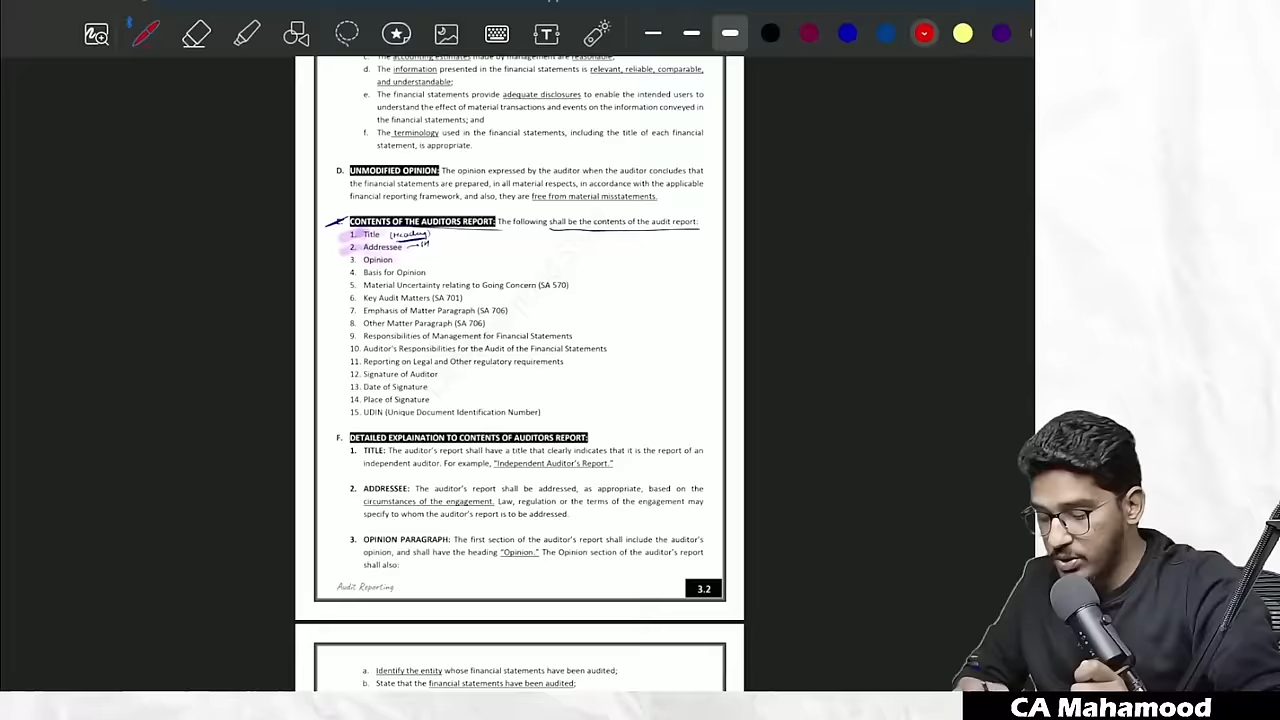 c. The accounting estimates made by management are reasonable;
d. The information presented in the financial statements is relevant, reliable, comparable,
and understandable;
e. The financial statements provide adequate disclosures to enable the intended users to
understand the effect of material transactions and events on the information conveyed in
the financial statements; and
f. The terminology used in the financial statements, including the title of each financial
statement, is appropriate.
D. UNMODIFIED OPINION: The opinion expressed by the auditor when the auditor concludes that
the financial statements are prepared, in all material respects, in accordance with the applicable
financial reporting framework, and also, they are free from material misstatements.
CONTENTS OF THE AUDITORS REPORT: The following shall be the contents of the audit report:
1. Title (Heading)
2. Addressee
3. Opinion
4. Basis for Opinion
5. Material Uncertainty relating to Going Concern (SA 570)
6. Key Audit Matters (SA 701)
7. Emphasis of Matter Paragraph (SA 706)
8. Other Matter Paragraph (SA 706)
9. Responsibilities of Management for Financial Statements
10. Auditor's Responsibilities for the Audit of the Financial Statements
11. Reporting on Legal and Other regulatory requirements
12. Signature of Auditor
13. Date of Signature
14. Place of Signature
15. UDIN (Unique Document Identification Number)
F. DETAILED EXPLAINATION TO CONTENTS OF AUDITORS REPORT:
1. TITLE: The auditor's report shall have a title that clearly indicates that it is the report of an
independent auditor. For example, "Independent Auditor's Report."
2. ADDRESSEE: The auditor's report shall be addressed, as appropriate, based on the
circumstances of the engagement. Law, regulation or the terms of the engagement may
specify to whom the auditor's report is to be addressed.
3. OPINION PARAGRAPH: The first section of the auditor's report shall include the auditor's
opinion, and shall have the heading "Opinion." The Opinion section of the auditor's report
shall also:
Audit Reporting
3.2
a. Identify the entity whose financial statements have been audited;
b. State that the financial statements have been audited;
CA Mahamood